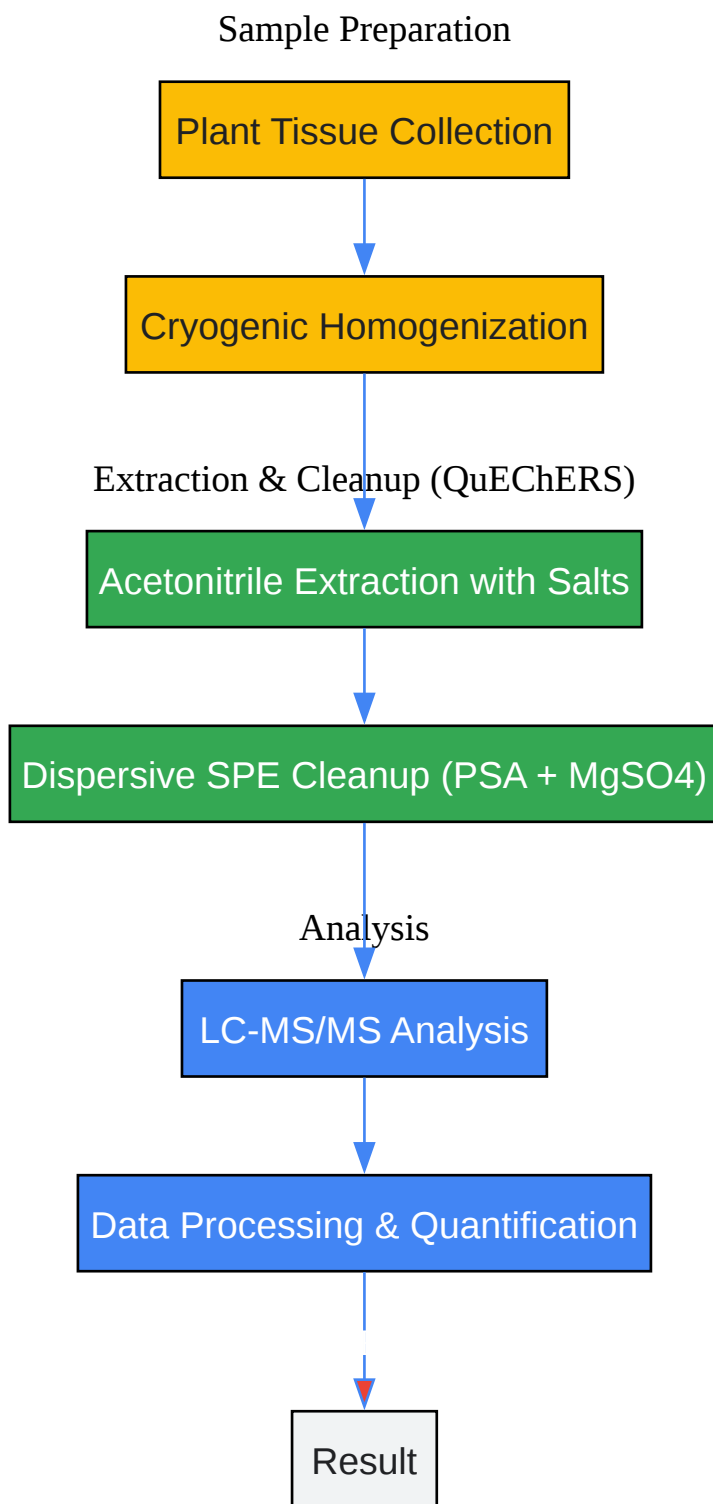 Sample Preparation
Plant Tissue Collection
Cryogenic Homogenization
Extraction & Cleanup (QuEChERS)
Acetonitrile Extraction with Salts
Dispersive SPE Cleanup (PSA + MgSO4)
Analysis
LC-MS/MS Analysis
Data Processing & Quantification
Result